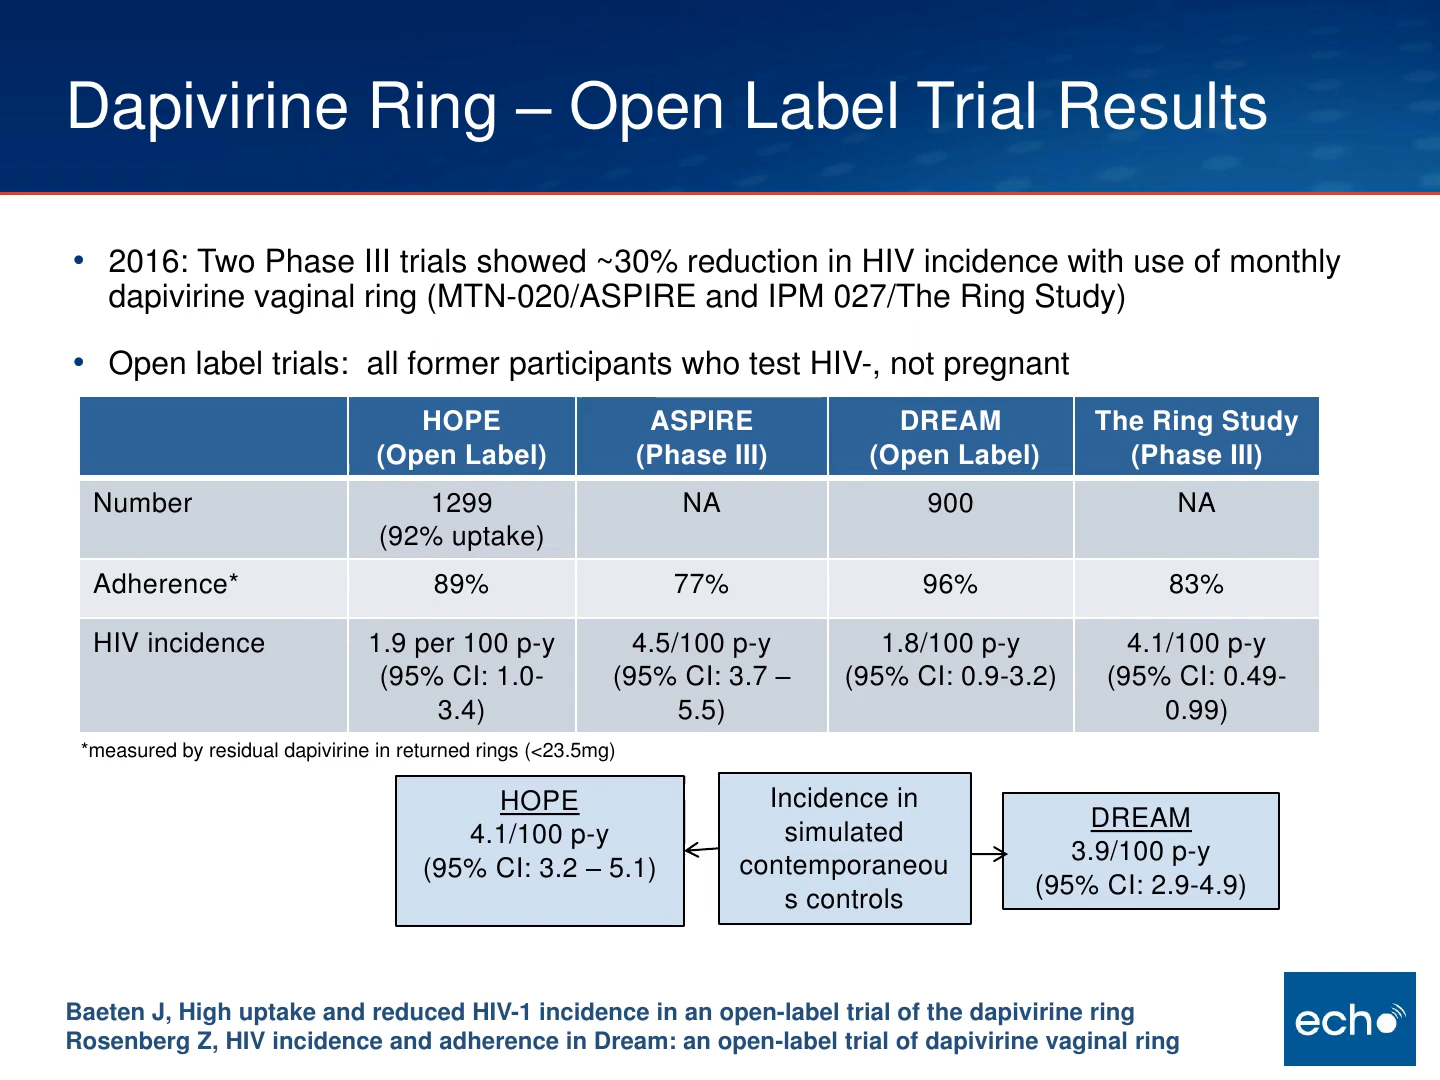 Dapivirine Ring – Open Label Trial Results
• 2016: Two Phase III trials showed ~30% reduction in HIV incidence with use of monthly
dapivirine vaginal ring (MTN-020/ASPIRE and IPM 027/The Ring Study)
• Open label trials:  all former participants who test HIV-, not pregnant
HOPE
(Open Label)
ASPIRE
(Phase III)
DREAM
(Open Label)
The Ring Study
(Phase III)
Number
1299
(92% uptake)
NA
900
NA
Adherence*
89%
77%
96%
83%
HIV incidence
1.9 per 100 p-y
(95% CI: 1.0-
3.4)
4.5/100 p-y
(95% CI: 3.7 –
5.5)
1.8/100 p-y
(95% CI: 0.9-3.2)
4.1/100 p-y
(95% CI: 0.49-
0.99)
*measured by residual dapivirine in returned rings (<23.5mg)
HOPE
4.1/100 p-y
(95% CI: 3.2 – 5.1)
Incidence in
simulated
contemporaneou
s controls
DREAM
3.9/100 p-y
(95% CI: 2.9-4.9)
Baeten J, High uptake and reduced HIV-1 incidence in an open-label trial of the dapivirine ring
Rosenberg Z, HIV incidence and adherence in Dream: an open-label trial of dapivirine vaginal ring
echo